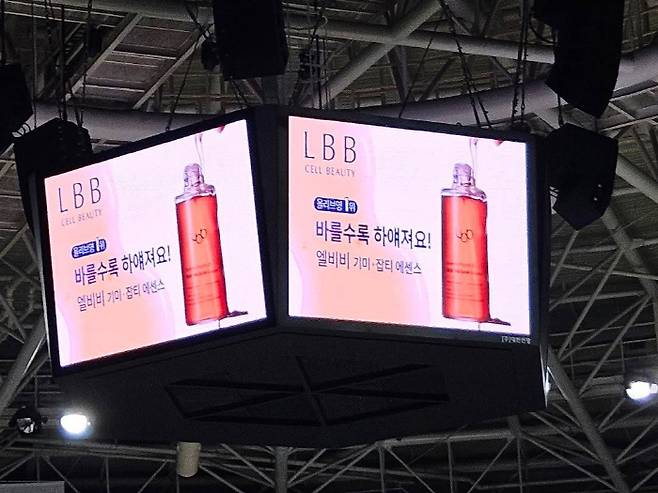 LBB
CELL BEAUTY
올리브영 1위
바를수록 하얘져요!
엘비비 기미·잡티 에센스
LBB
CELL BEAUTY
올리브영 1위
바를수록 하얘져요!
엘비비 기미·잡티 에센스